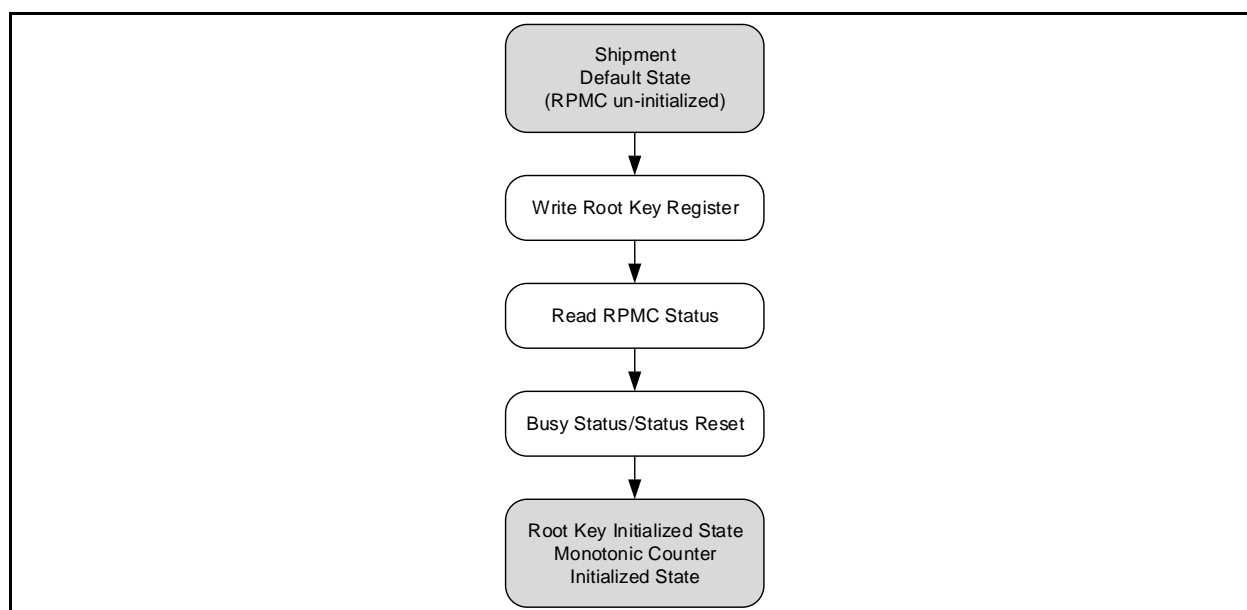 Shipment
Default State
(RPMC un-initialized)
Write Root Key Register
Read RPMC Status
Busy Status/Status Reset
Root Key Initialized State
Monotonic Counter
Initialized State